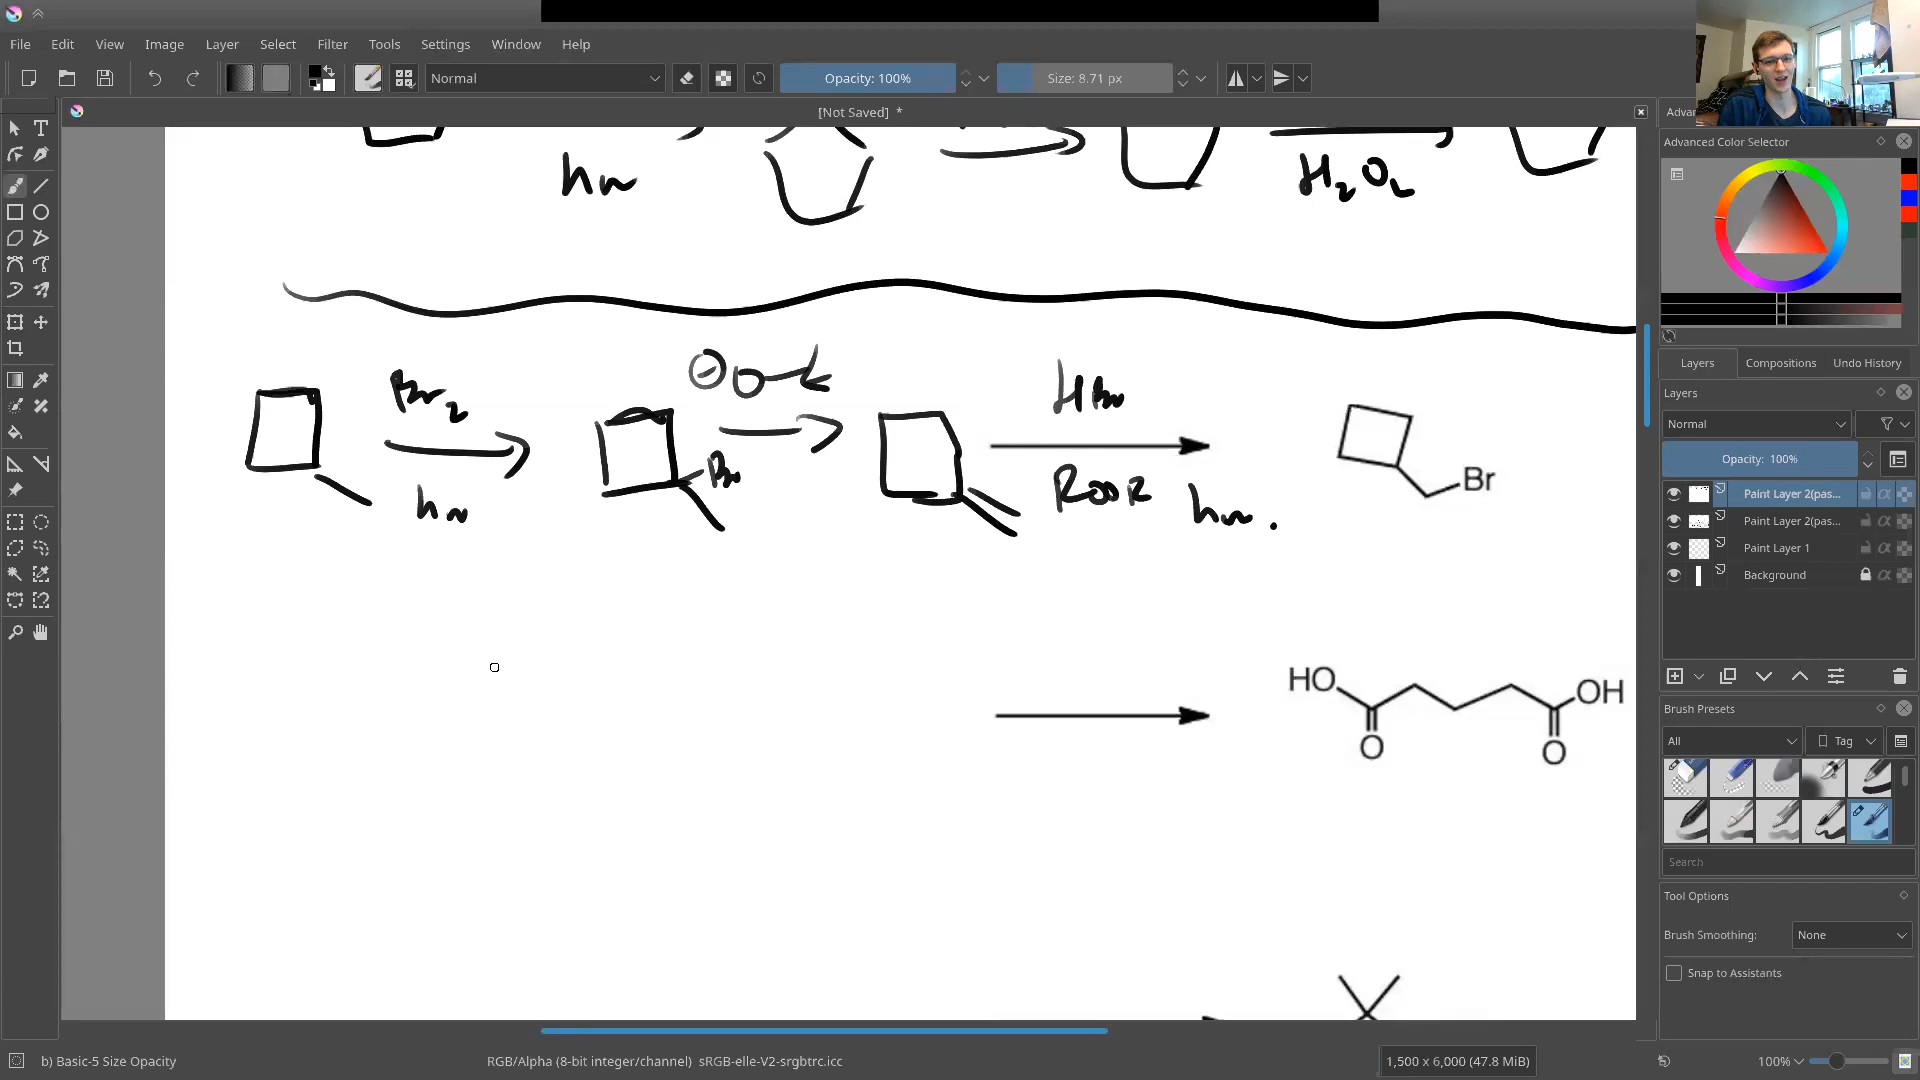 File Edit View Image Layer Select Filter Tools Settings Window Help
Normal
Opacity: 100%
Size: 8.71 px
[Not Saved] *
hν
H2O2
Br2
hν
Br
⊖O
HBr
ROOR hν.
Br
HO
OH
O
O
Advanced Color Selector
Layers Compositions Undo History
Layers
Normal
Opacity: 100%
Paint Layer 2(pas...
Paint Layer 2(pas...
Paint Layer 1
Background
Brush Presets
All
Tag
Search
Tool Options
Brush Smoothing: None
Snap to Assistants
b) Basic-5 Size Opacity
RGB/Alpha (8-bit integer/channel) sRGB-elle-V2-srgbtrc.icc
1,500 x 6,000 (47.8 MiB)
100%